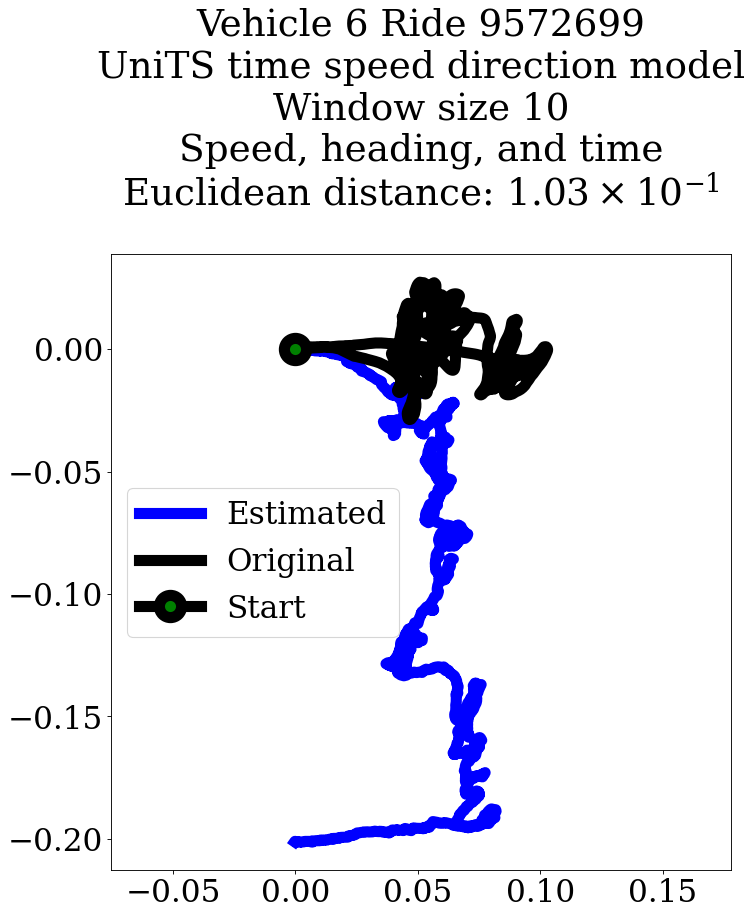 Vehicle 6 Ride 9572699
UniTS time speed direction model
Window size 10
Speed, heading, and time
Euclidean distance: 1.03 × 10⁻¹
0.00
−0.05
−0.10
−0.15
−0.20
Estimated
Original
Start
−0.05 0.00 0.05 0.10 0.15